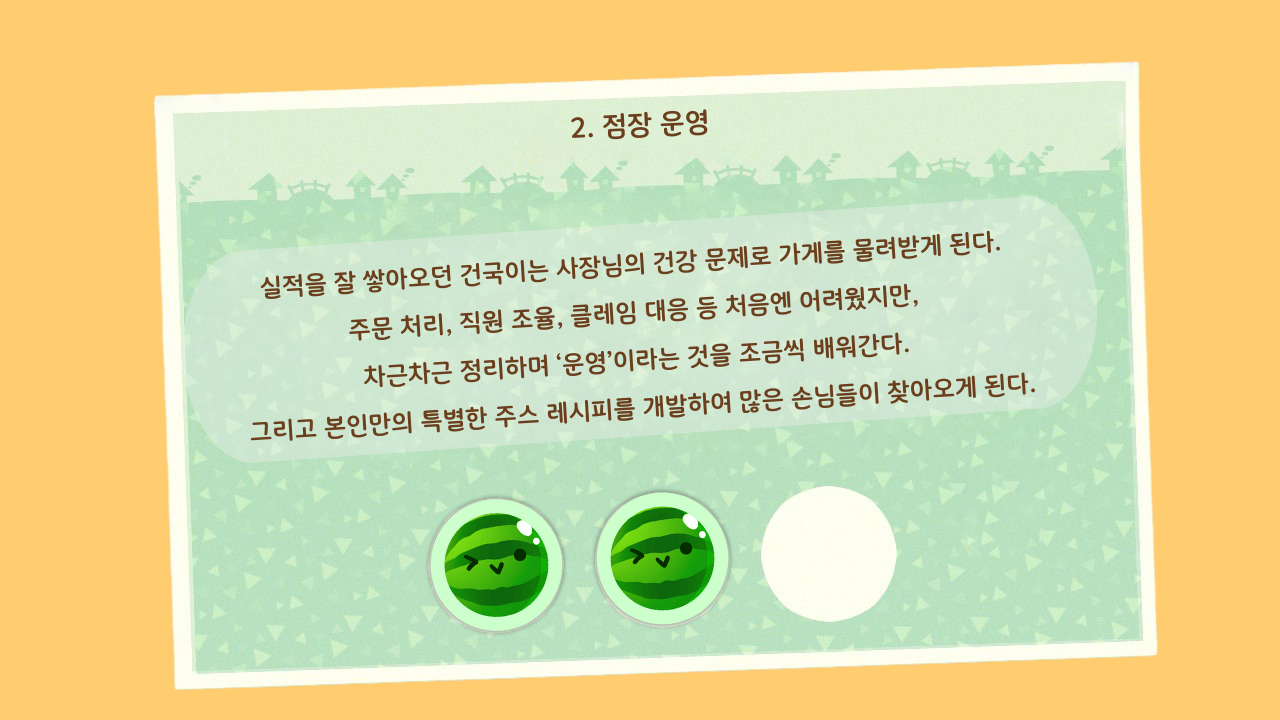 2. 점장 운영
실적을 잘 쌓아오던 건국이는 사장님의 건강 문제로 가게를 물려받게 된다.
주문 처리, 직원 조율, 클레임 대응 등 처음엔 어려웠지만,
차근차근 정리하며 ‘운영’이라는 것을 조금씩 배워간다.
그리고 본인만의 특별한 주스 레시피를 개발하여 많은 손님들이 찾아오게 된다.